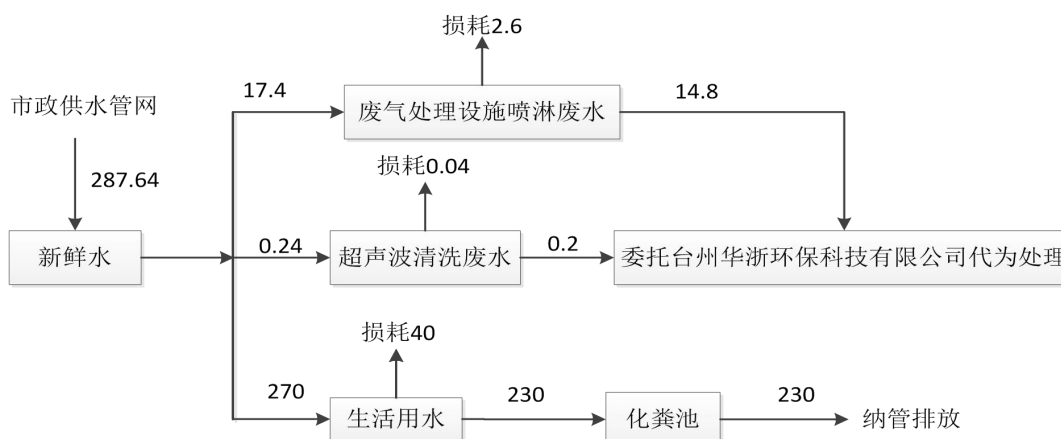 损耗2.6
17.4
废气处理设施喷淋废水
14.8
市政供水管网
287.64
损耗0.04
新鲜水
0.24
超声波清洗废水
0.2
委托台州华浙环保科技有限公司代为处理
损耗40
270
生活用水
230
化粪池
230
纳管排放